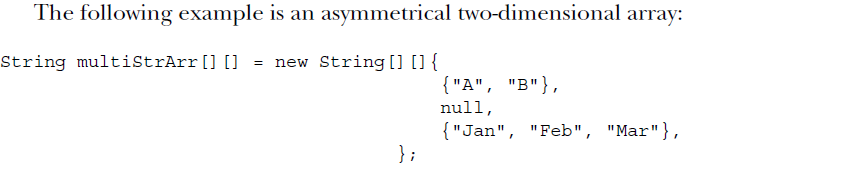 The following example is an asymmetrical two-dimensional array:
String multiStrArr[][] = new String[][]{
{"A", "B"},
null,
{"Jan", "Feb", "Mar"},
};